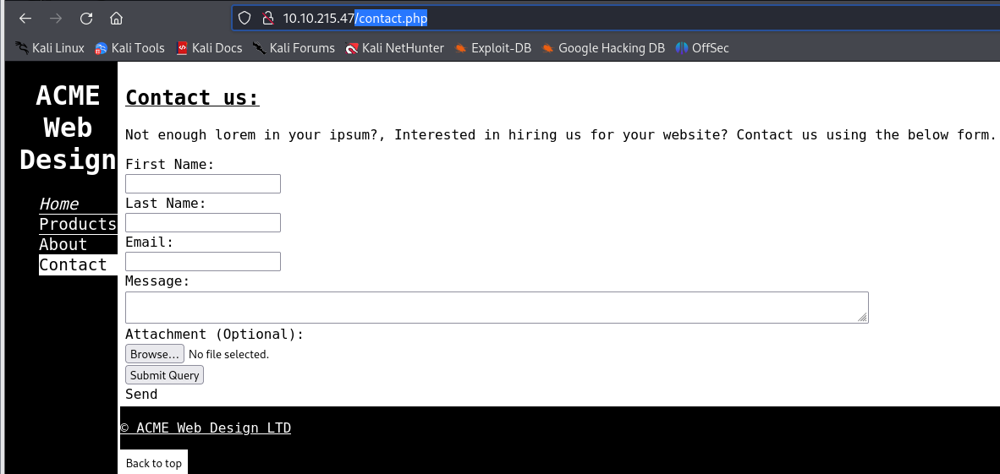 10.10.215.47/contact.php
Kali Linux Kali Tools Kali Docs Kali Forums Kali NetHunter Exploit-DB Google Hacking DB OffSec
ACME
Web
Design
Home
Products
About
Contact
Contact us:
Not enough lorem in your ipsum?, Interested in hiring us for your website? Contact us using the below form.
First Name:
Last Name:
Email:
Message:
Attachment (Optional):
Browse... No file selected.
Submit Query
Send
© ACME Web Design LTD
Back to top